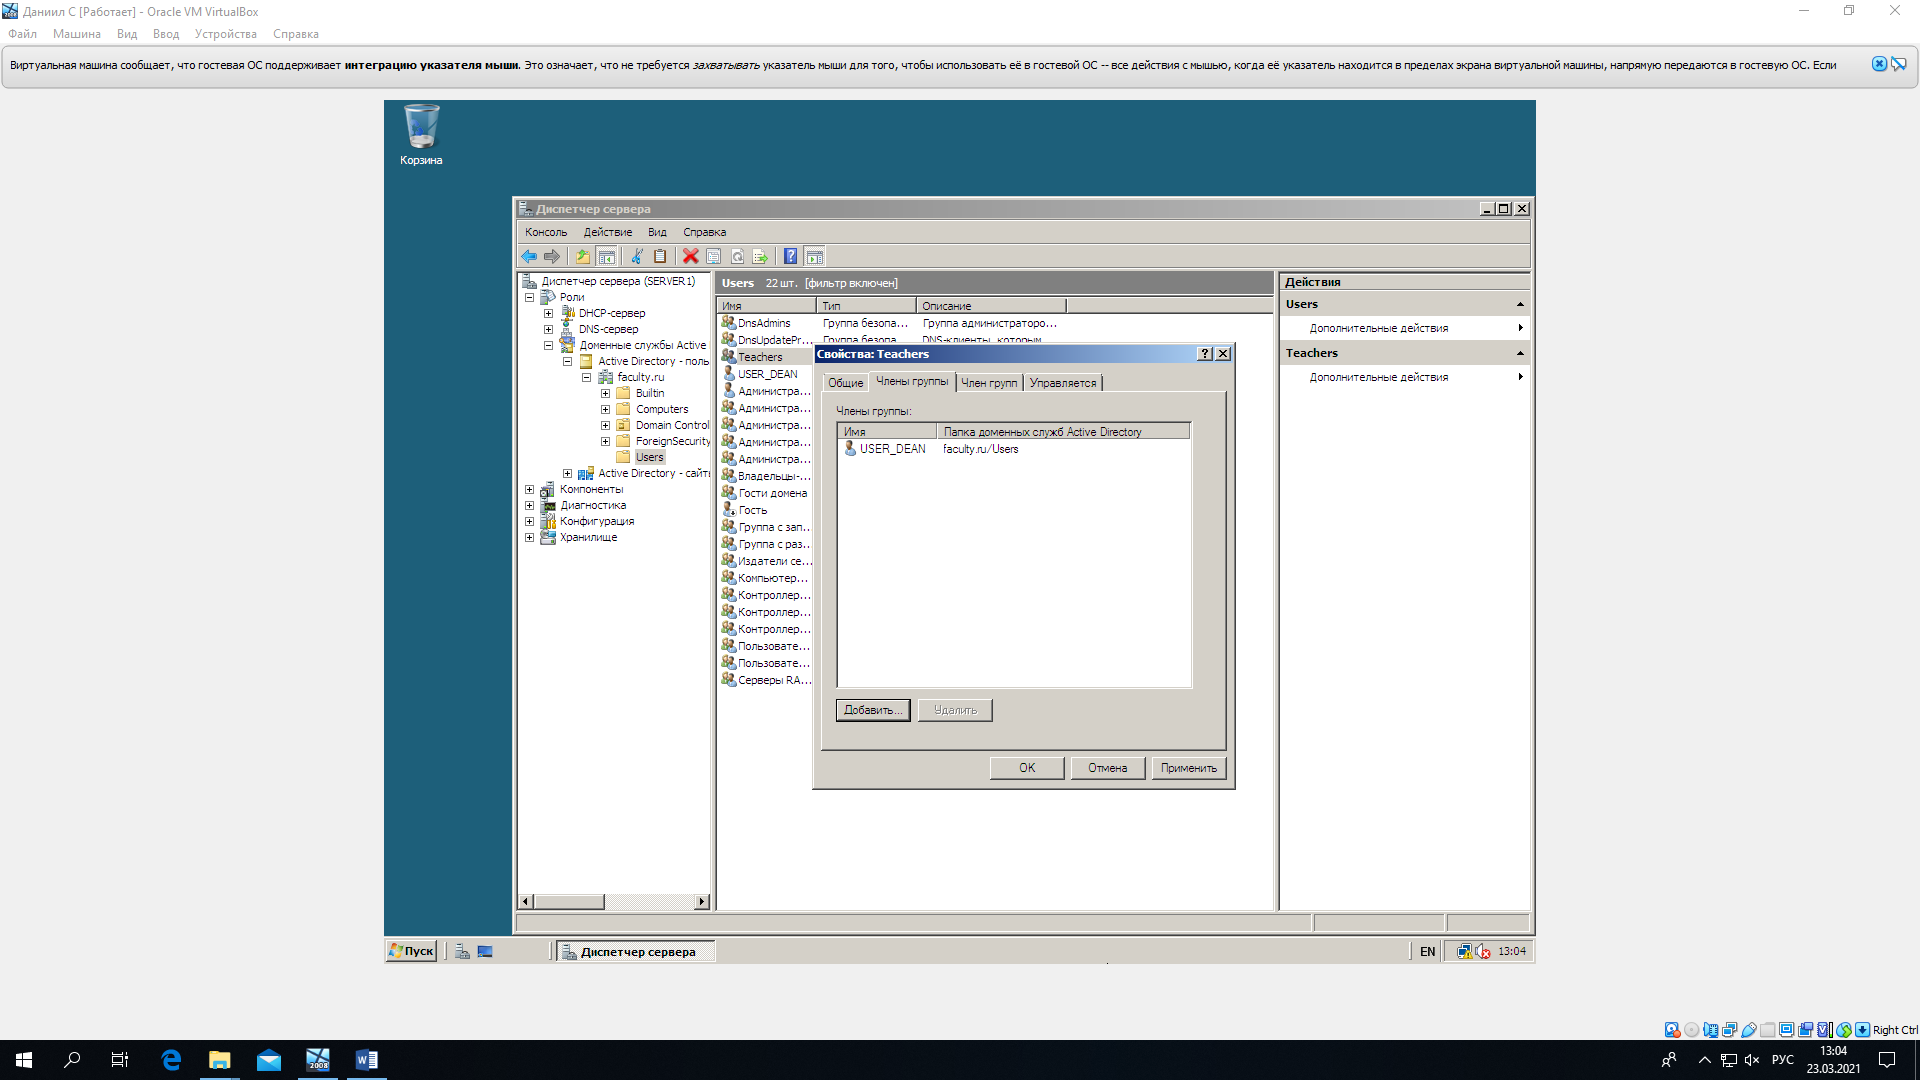 Даниил С [Работает] - Oracle VM VirtualBox
Файл Машина Вид Ввод Устройства Справка
Виртуальная машина сообщает, что гостевая ОС поддерживает интеграцию указателя мыши. Это означает, что не требуется захватывать указатель мыши для того, чтобы использовать её в гостевой ОС -- все действия с мышью, когда её указатель находится в пределах экрана виртуальной машины, напрямую передаются в гостевую ОС. Если
Корзина
Диспетчер сервера
Консоль Действие Вид Справка
Диспетчер сервера (SERVER1)
Роли
DHCP-сервер
DNS-сервер
Доменные службы Active
Active Directory - поль
faculty.ru
Builtin
Computers
Domain Control
ForeignSecurity
Users
Active Directory - сайт
Компоненты
Диагностика
Конфигурация
Хранилище
Users 22 шт. [фильтр включен]
Имя Тип Описание
DnsAdmins Группа безопа... Группа администраторо...
DnsUpdatePr... Группа безопа... DNS-клиенты, которым
Teachers
USER_DEAN
Администра...
Администра...
Администра...
Администра...
Администра...
Владельцы-...
Гости домена
Гость
Группа с зап...
Группа с раз...
Издатели се...
Компьютер...
Контроллер...
Контроллер...
Контроллер...
Пользовате...
Пользовате...
Серверы RA...
Свойства: Teachers
Общие Члены группы Член групп Управляется
Члены группы:
Имя Папка доменных служб Active Directory
USER_DEAN faculty.ru/Users
Добавить... Удалить
OK Отмена Применить
Действия
Users
Дополнительные действия
Teachers
Дополнительные действия
Пуск Диспетчер сервера EN 13:04
Right Ctrl
2008
W
РУС
13:04
23.03.2021